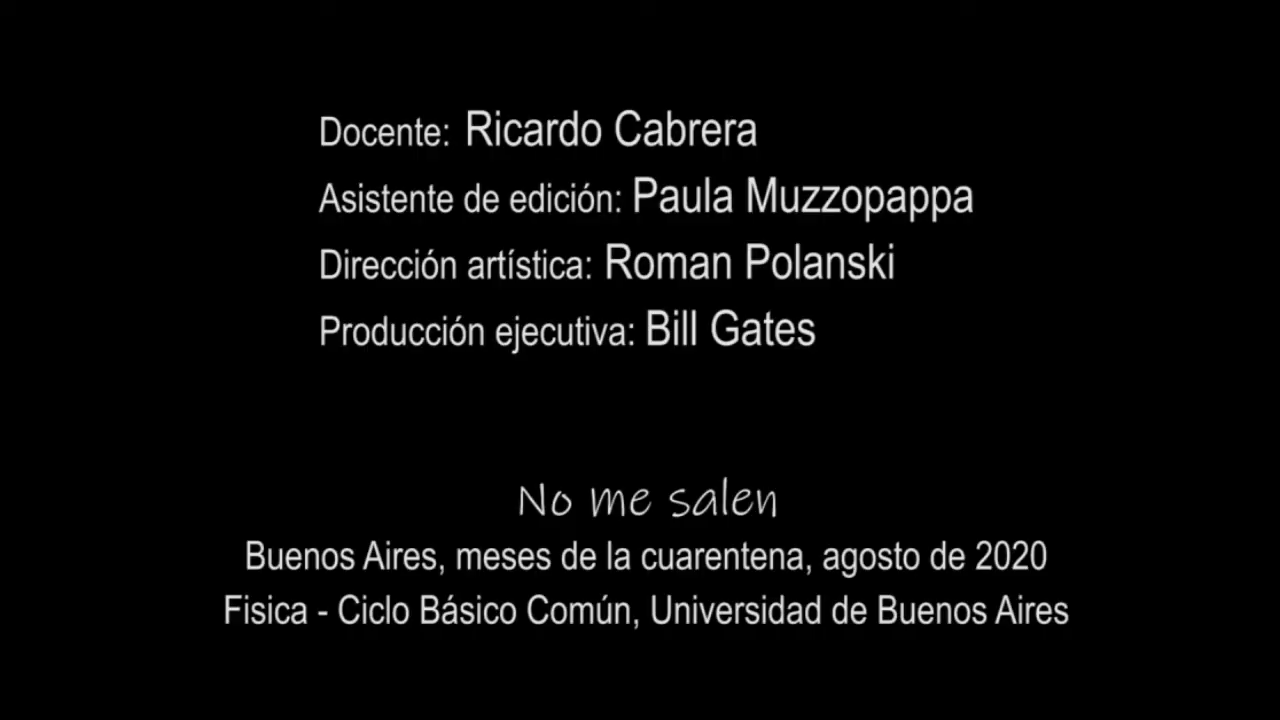 Docente: Ricardo Cabrera
Asistente de edición: Paula Muzzopappa
Dirección artística: Roman Polanski
Producción ejecutiva: Bill Gates
No me salen
Buenos Aires, meses de la cuarentena, agosto de 2020
Fisica - Ciclo Básico Común, Universidad de Buenos Aires